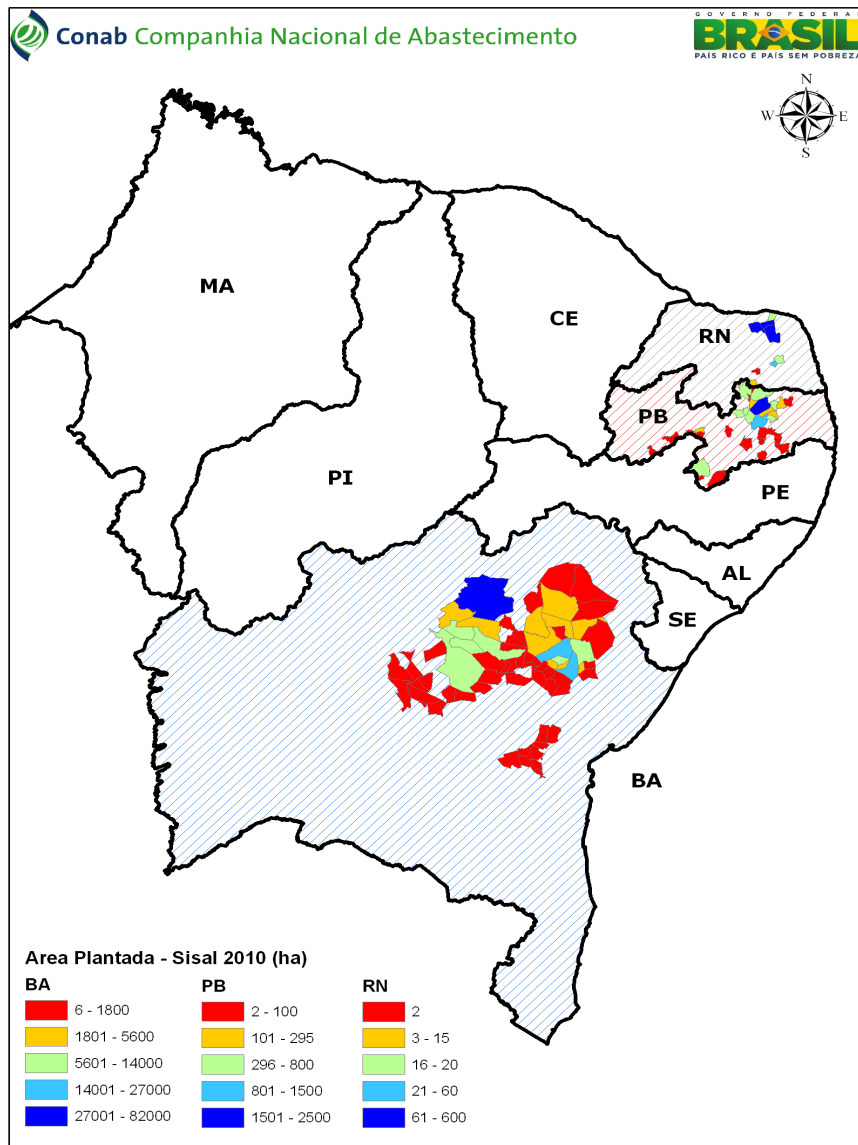 Conab Companhia Nacional de Abastecimento
GOVERNO FEDERAL
BRASIL
PAÍS RICO É PAÍS SEM POBREZA
N
W E
S
MA
CE
RN
PB
PI
PE
AL
SE
BA
Area Plantada - Sisal 2010 (ha)
BA PB RN
6 - 1800 2 - 100 2
1801 - 5600 101 - 295 3 - 15
5601 - 14000 296 - 800 16 - 20
14001 - 27000 801 - 1500 21 - 60
27001 - 82000 1501 - 2500 61 - 600